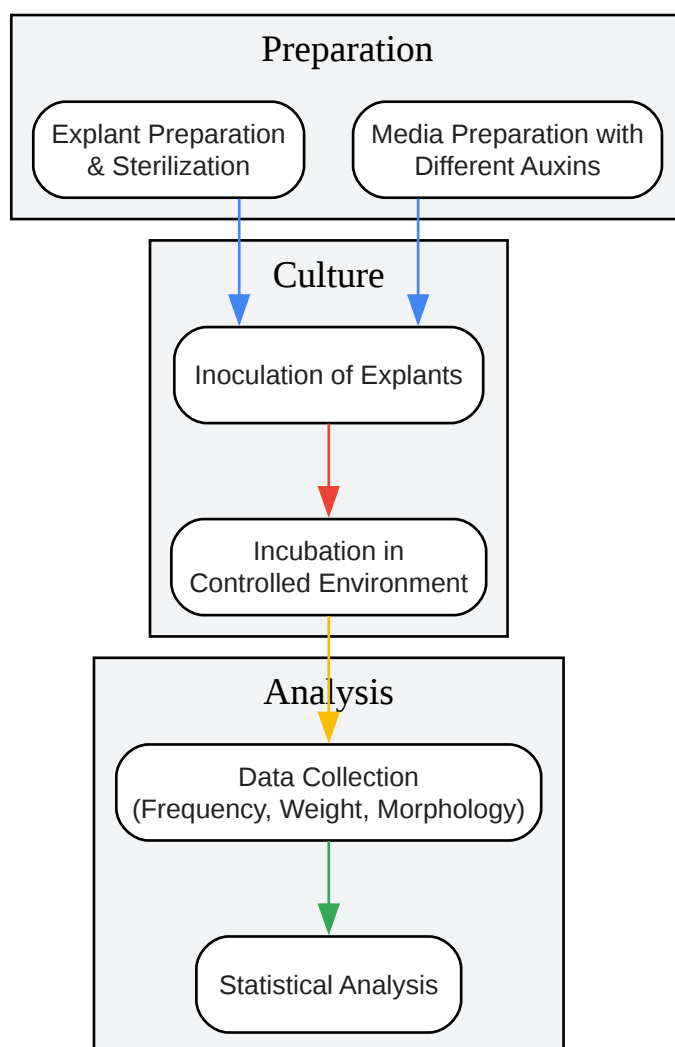 Preparation
Explant Preparation
& Sterilization
Media Preparation with
Different Auxins
Culture
Inoculation of Explants
Incubation in
Controlled Environment
Analysis
Data Collection
(Frequency, Weight, Morphology)
Statistical Analysis